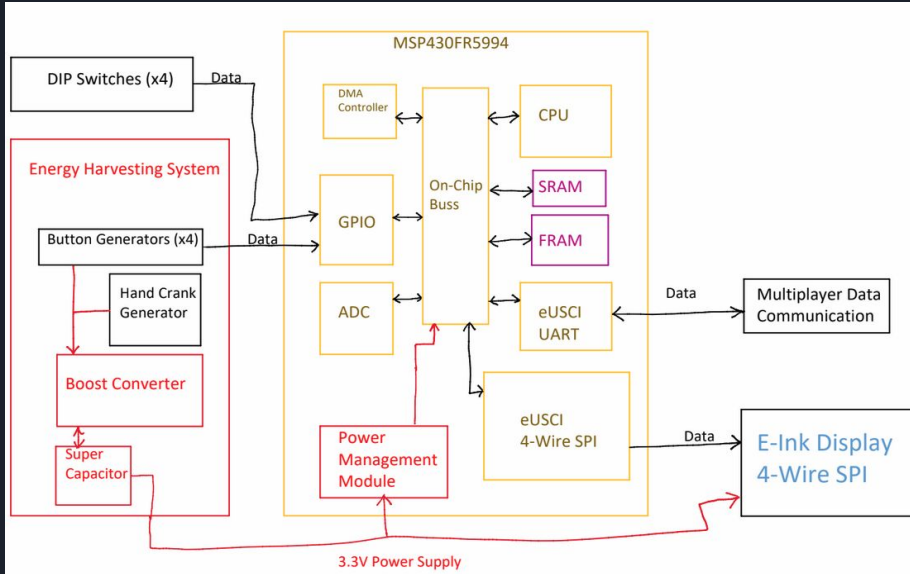 MSP430FR5994
DIP Switches (x4)
Data
DMA
Controller
CPU
Energy Harvesting System
On-Chip
Buss
SRAM
GPIO
Button Generators (x4)
Data
FRAM
Hand Crank
Generator
ADC
eUSCI
UART
Data
Multiplayer Data
Communication
Boost Converter
eUSCI
4-Wire SPI
Data
E-Ink Display
4-Wire SPI
Super
Capacitor
Power
Management
Module
3.3V Power Supply